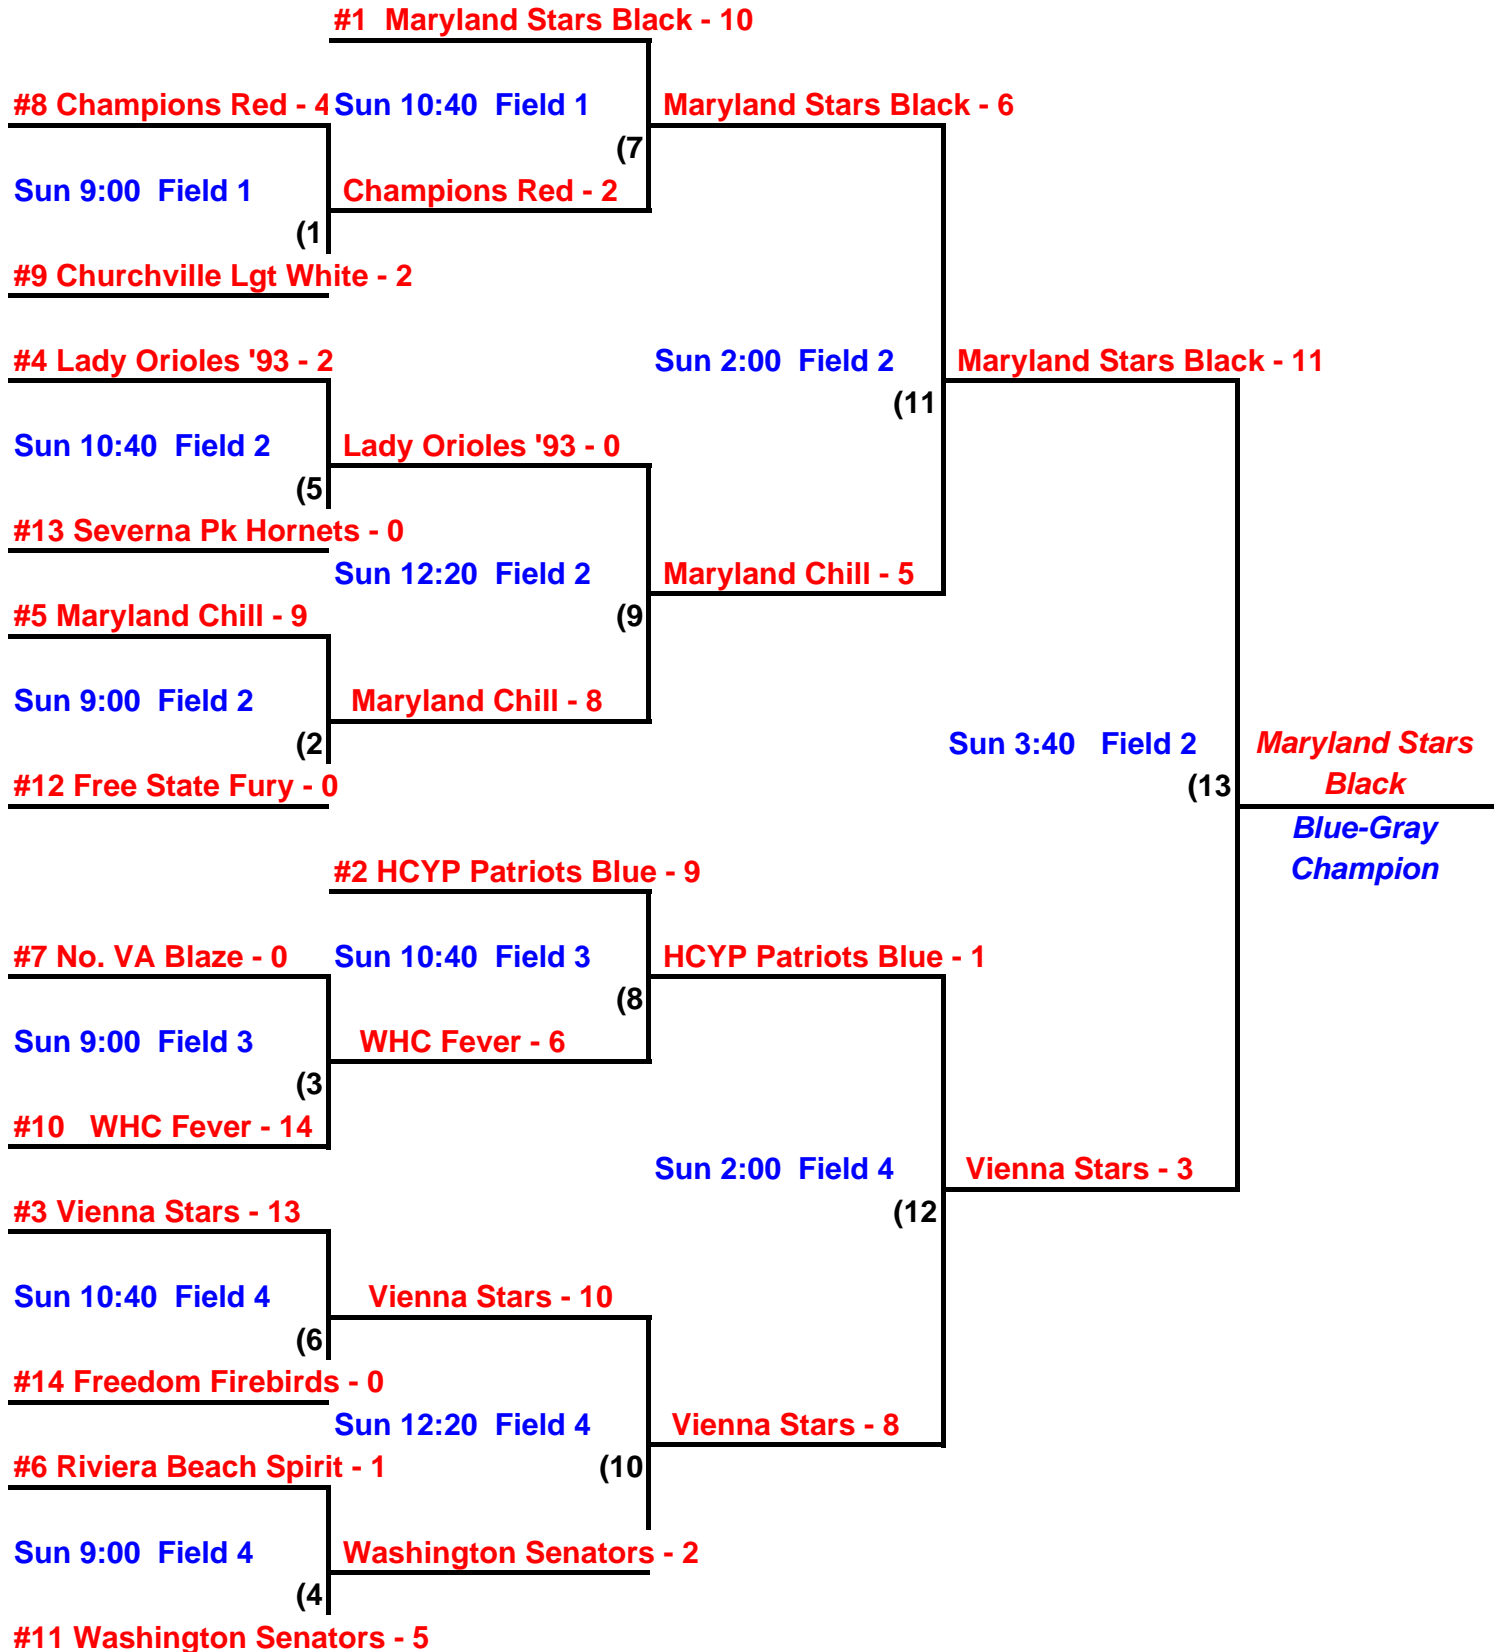 #1  Maryland Stars Black - 10
#8 Champions Red - 4
Sun 10:40  Field 1
Maryland Stars Black - 6
(7
Sun 9:00  Field 1
Champions Red - 2
(1
#9 Churchville Lgt White - 2
#4 Lady Orioles '93 - 2
Sun 2:00  Field 2
Maryland Stars Black - 11
(11
Sun 10:40  Field 2
Lady Orioles '93 - 0
(5
#13 Severna Pk Hornets - 0
Sun 12:20  Field 2
Maryland Chill - 5
#5 Maryland Chill - 9
(9
Sun 9:00  Field 2
Maryland Chill - 8
(2
Sun 3:40   Field 2
Maryland Stars
Black
#12 Free State Fury - 0
(13
Blue-Gray
Champion
#2 HCYP Patriots Blue - 9
#7 No. VA Blaze - 0
Sun 10:40  Field 3
HCYP Patriots Blue - 1
(8
Sun 9:00  Field 3
WHC Fever - 6
(3
#10   WHC Fever - 14
Sun 2:00  Field 4
Vienna Stars - 3
#3 Vienna Stars - 13
(12
Sun 10:40  Field 4
Vienna Stars - 10
(6
#14 Freedom Firebirds - 0
Sun 12:20  Field 4
Vienna Stars - 8
#6 Riviera Beach Spirit - 1
(10
Sun 9:00  Field 4
Washington Senators - 2
(4
#11 Washington Senators - 5